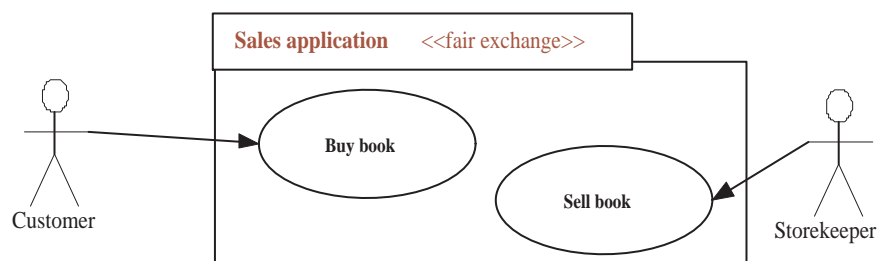 Sales application <<fair exchange>>
Buy book
Sell book
Customer
Storekeeper